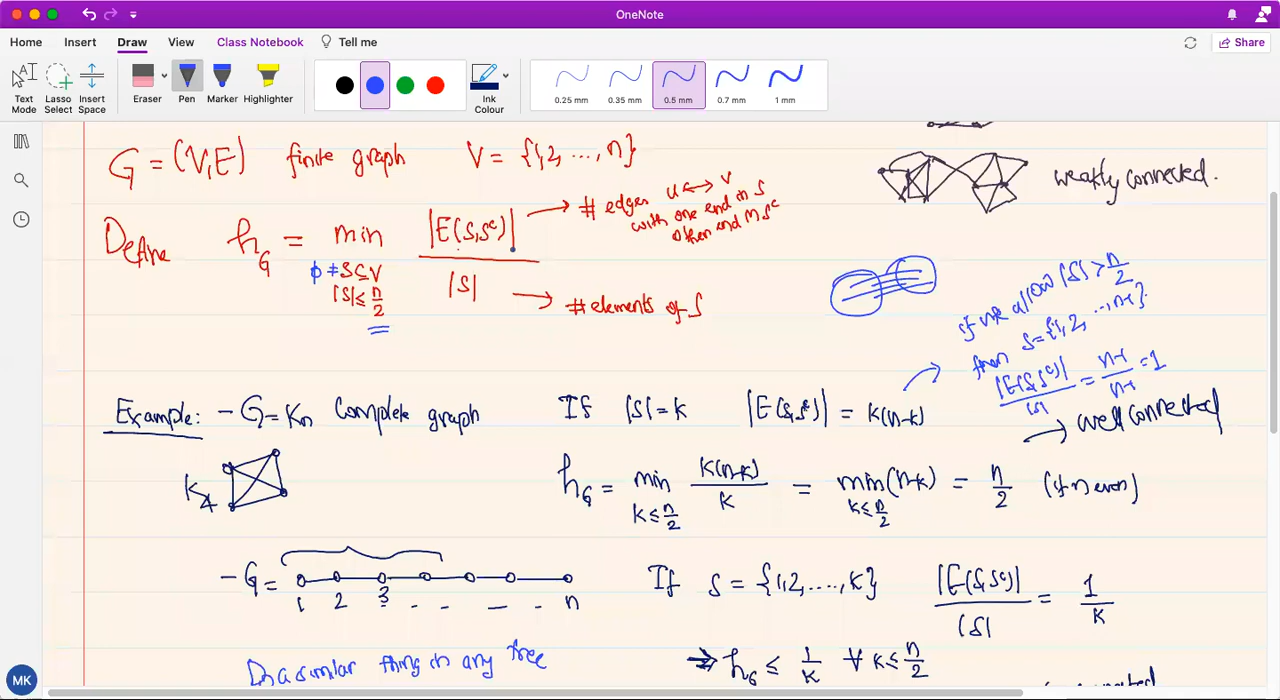 OneNote
Home Insert Draw View Class Notebook Tell me
Share
Text Mode
Lasso Select
Insert Space
Eraser
Pen
Marker
Highlighter
Ink Colour
0.25 mm
0.35 mm
0.5 mm
0.7 mm
1 mm
G = (V,E) finite graph V = {1,2, ..., n}
weakly connected.
Define h_G = min |E(S,S^c)| / |S|
ϕ ≠ S ⊆ V
|S| ≤ n/2
→ # edges u ↔ v
with one end in S
other end in S^c
→ # elements of S
if we allow |S| > n/2
then S = {1,2, ..., n-1}
|E(S,S^c)| / |S| = n-1 / n-1 = 1
Example: - G = K_n Complete graph If |S| = k |E(S,S^c)| = k(n-k)
→ well connected
K_4
h_G = min_{k ≤ n/2} k(n-k) / k = min_{k ≤ n/2} (n-k) = n/2 (if n even)
- G =
1 2 3 . . - - . n
If S = {1,2, ...., k} |E(S,S^c)| / |S| = 1/k
Do a similar thing in any tree
⇒ h_G ≤ 1/k ∀ k ≤ n/2
connected
MK